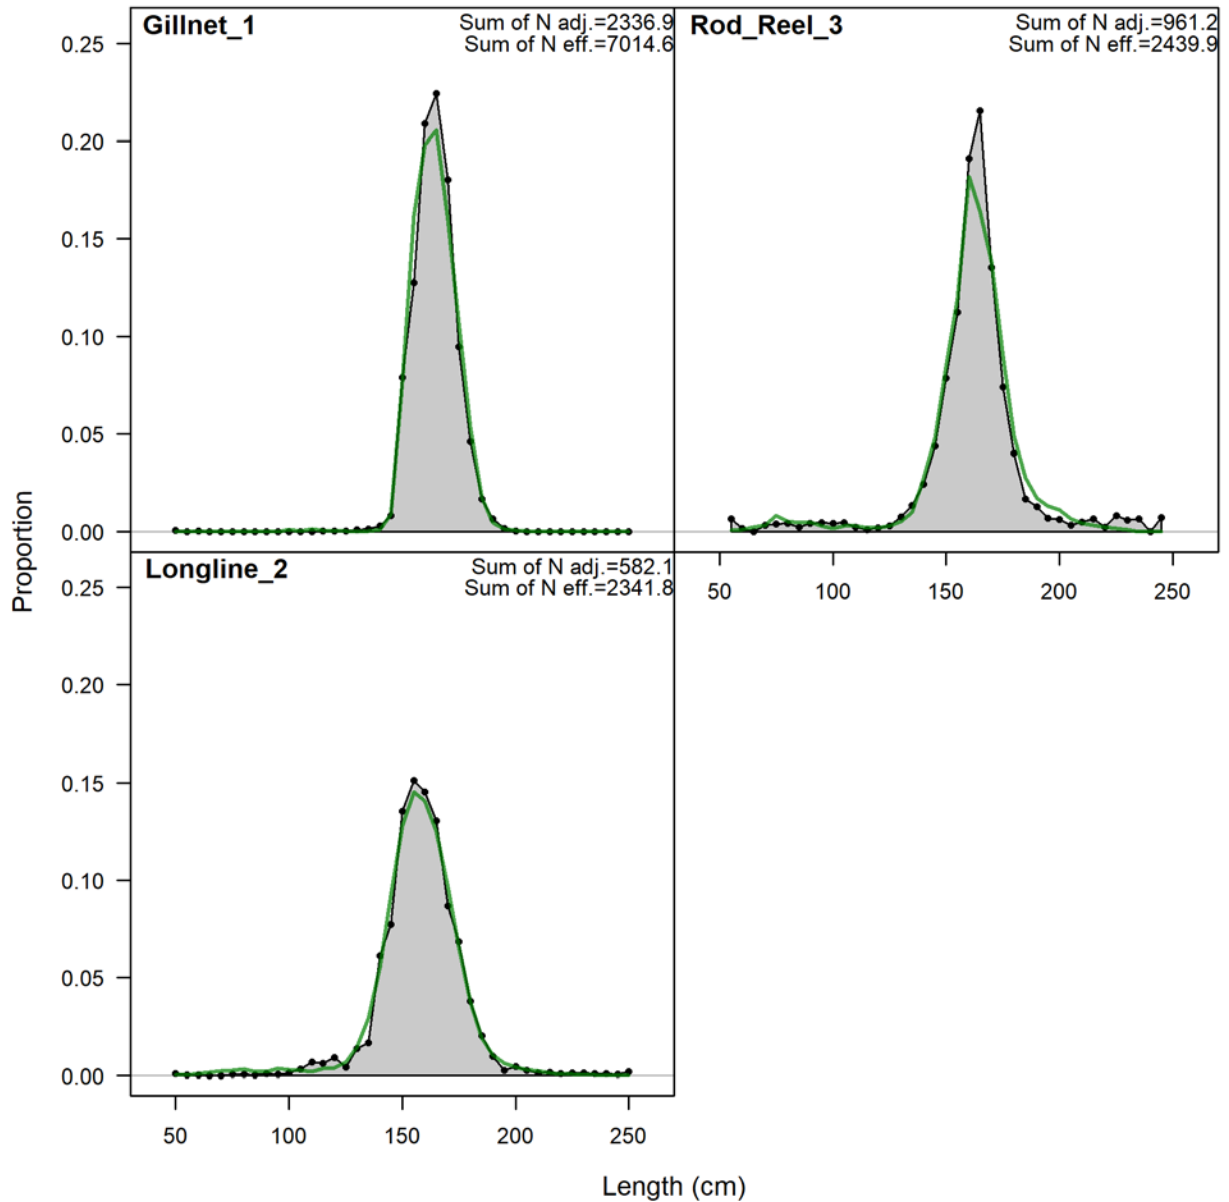 Gillnet_1
Sum of N adj.=2336.9
Sum of N eff.=7014.6
0.25
0.20
0.15
0.10
0.05
0.00
Rod_Reel_3
Sum of N adj.=961.2
Sum of N eff.=2439.9
50 100 150 200 250
Longline_2
Sum of N adj.=582.1
Sum of N eff.=2341.8
0.25
0.20
0.15
0.10
0.05
0.00
50 100 150 200 250
Proportion
Length (cm)